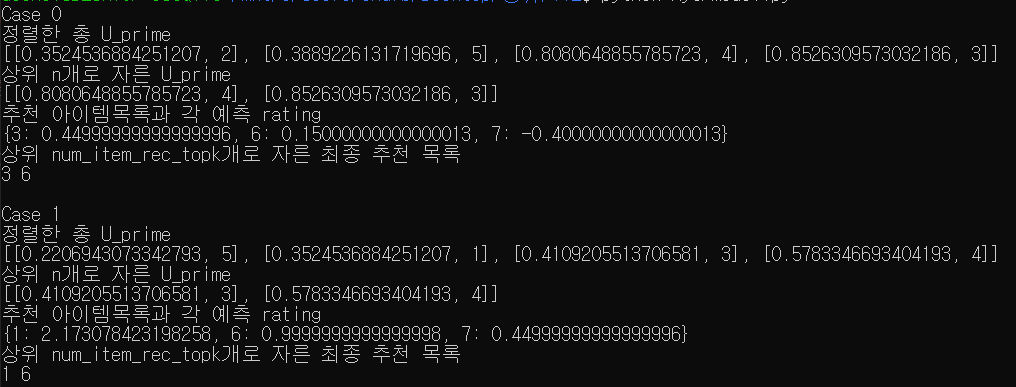 Case 0
정렬한 총 U_prime
[[0.3524536884251207, 2], [0.3889226131719696, 5], [0.8080648855785723, 4], [0.8526309573032186, 3]]
상위 n개로 자른 U_prime
[[0.8080648855785723, 4], [0.8526309573032186, 3]]
추천 아이템목록과 각 예측 rating
{3: 0.44999999999999996, 6: 0.15000000000000013, 7: -0.40000000000000013}
상위 num_item_rec_topk개로 자른 최종 추천 목록
3 6
Case 1
정렬한 총 U_prime
[[0.2206943073342793, 5], [0.3524536884251207, 1], [0.4109205513706581, 3], [0.5783346693404193, 4]]
상위 n개로 자른 U_prime
[[0.4109205513706581, 3], [0.5783346693404193, 4]]
추천 아이템목록과 각 예측 rating
{1: 2.173078423198258, 6: 0.9999999999999998, 7: 0.44999999999999996}
상위 num_item_rec_topk개로 자른 최종 추천 목록
1 6